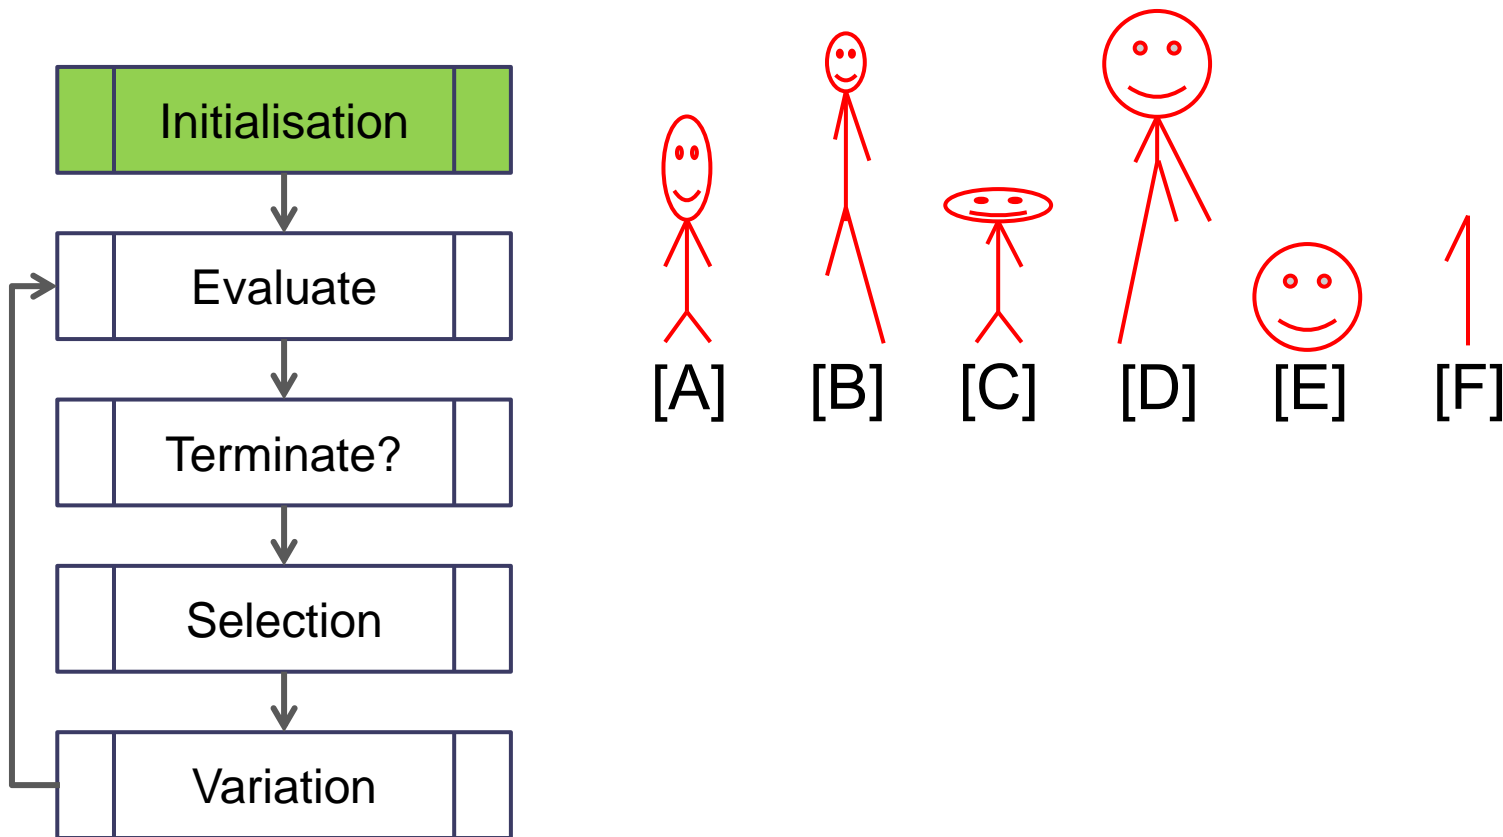 Initialisation
Evaluate
Terminate?
Selection
Variation
[A] [B] [C] [D] [E] [F]